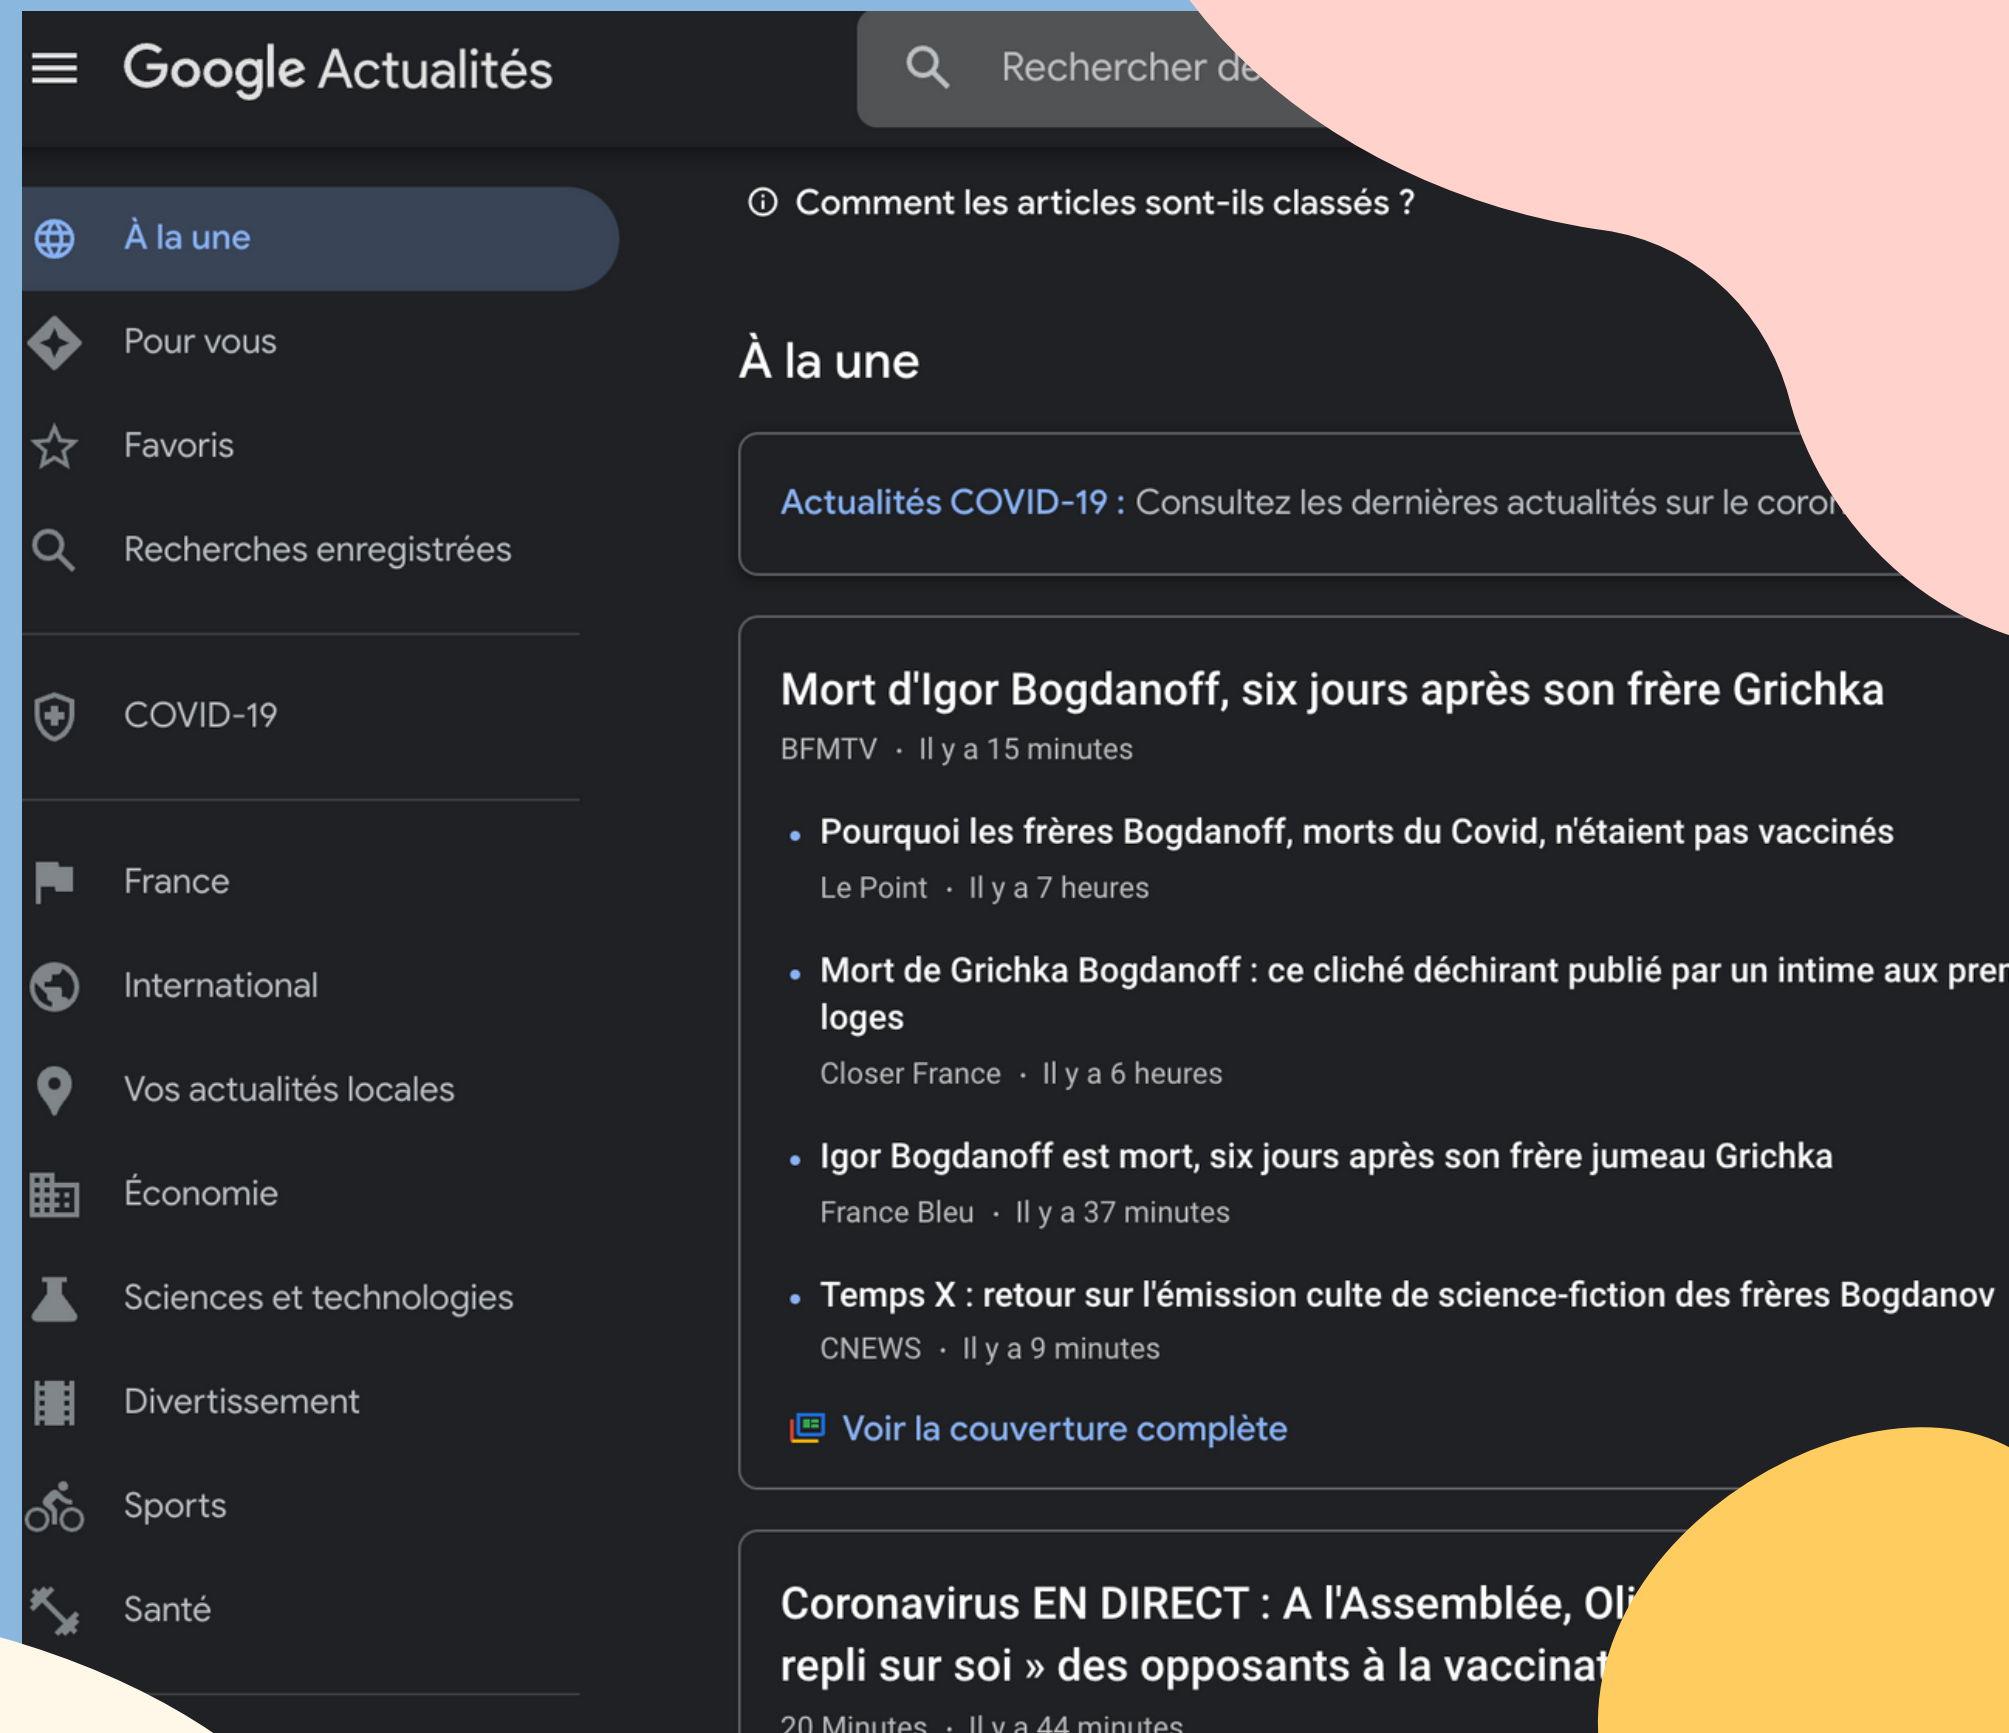 Google Actualités
Rechercher
Comment les articles sont-ils classés ?
À la une
Pour vous
Favoris
Recherches enregistrées
COVID-19
France
International
Vos actualités locales
Économie
Sciences et technologies
Divertissement
Sports
Santé
À la une
Actualités COVID-19 : Consultez les dernières actualités sur le
Mort d'Igor Bogdanoff, six jours après son frère Grichka
BFMTV · Il y a 15 minutes
Pourquoi les frères Bogdanoff, morts du Covid, n'étaient pas vaccinés
Le Point · Il y a 7 heures
Mort de Grichka Bogdanoff : ce cliché déchirant publié par un intime aux
loges
Closer France · Il y a 6 heures
Igor Bogdanoff est mort, six jours après son frère jumeau Grichka
France Bleu · Il y a 37 minutes
Temps X : retour sur l'émission culte de science-fiction des frères Bogdanov
CNEWS · Il y a 9 minutes
Voir la couverture complète
Coronavirus EN DIRECT : A l'Assemblée,
repli sur soi » des opposants à la
20 Minutes · Il y a 44 minutes